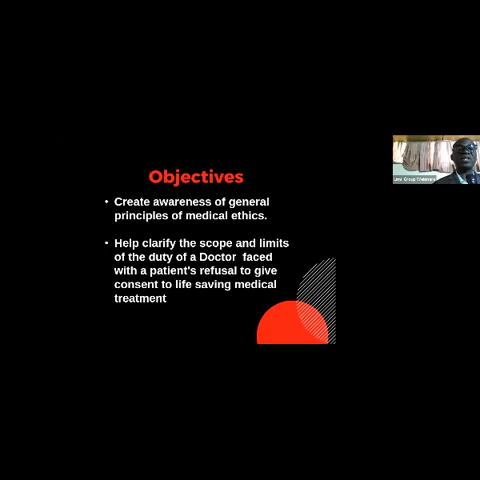 Objectives
• Create awareness of general
principles of medical ethics.
• Help clarify the scope and limits
of the duty of a Doctor faced
with a patient's refusal to give
consent to life saving medical
treatment